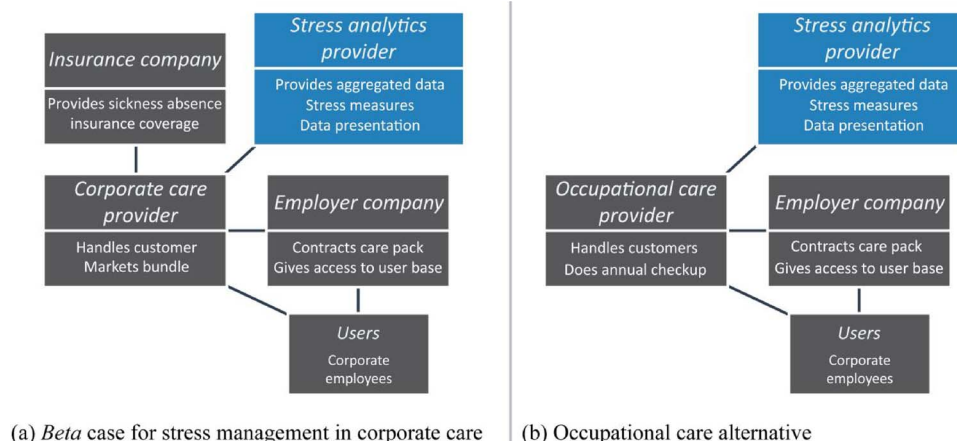 Insurance company
Provides sickness absence
insurance coverage
Stress analytics
provider
Provides aggregated data
Stress measures
Data presentation
Corporate care
provider
Handles customer
Markets bundle
Employer company
Contracts care pack
Gives access to user base
Users
Corporate
employees
(a) Beta case for stress management in corporate care
Stress analytics
provider
Provides aggregated data
Stress measures
Data presentation
Occupational care
provider
Handles customers
Does annual checkup
Employer company
Contracts care pack
Gives access to user base
Users
Corporate
employees
(b) Occupational care alternative